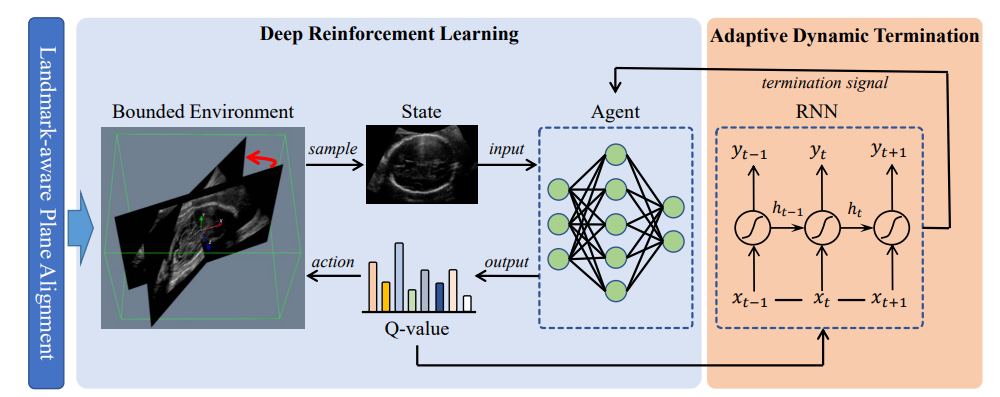 Landmark-aware Plane Alignment
Deep Reinforcement Learning
Adaptive Dynamic Termination
termination signal
Bounded Environment
State
Agent
RNN
sample
input
y_{t-1}
y_t
y_{t+1}
h_{t-1}
h_t
action
output
x_{t-1}
x_t
x_{t+1}
Q-value